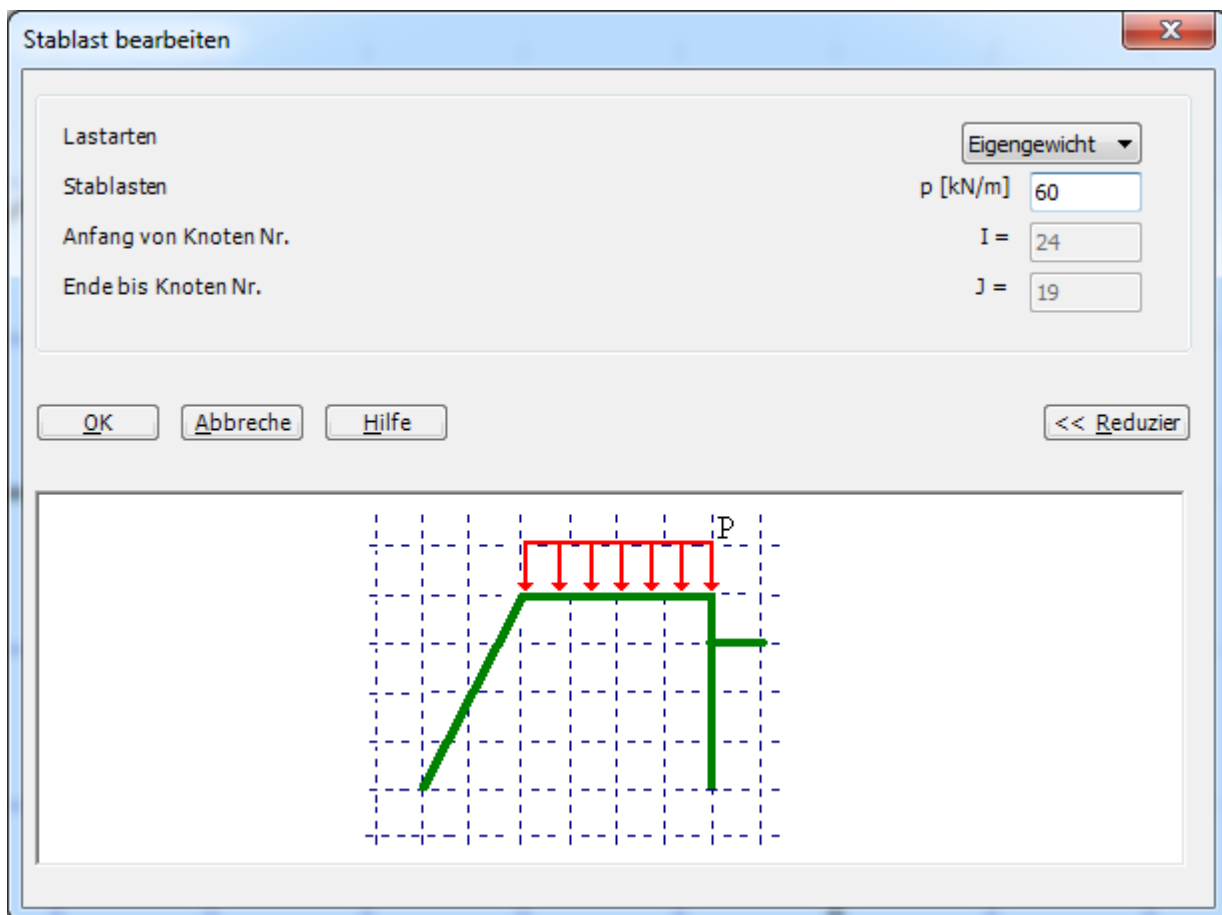 Stablast bearbeiten
Lastarten Eigengewicht
Stablasten p [kN/m] 60
Anfang von Knoten Nr. I = 24
Ende bis Knoten Nr. J = 19
OK Abbreche Hilfe << Reduzier
P